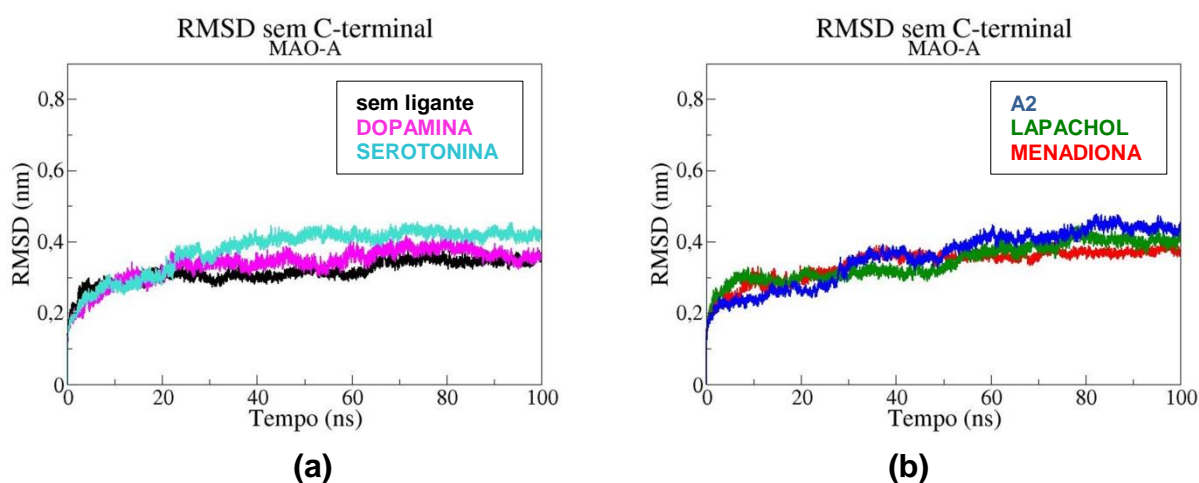 RMSD sem C-terminal
MAO-A
RMSD (nm)
0,8
0,6
0,4
0,2
0
sem ligante
DOPAMINA
SEROTONINA
0 20 40 60 80 100
Tempo (ns)
(a)
RMSD sem C-terminal
MAO-A
RMSD (nm)
0,8
0,6
0,4
0,2
0
A2
LAPACHOL
MENADIONA
0 20 40 60 80 100
Tempo (ns)
(b)